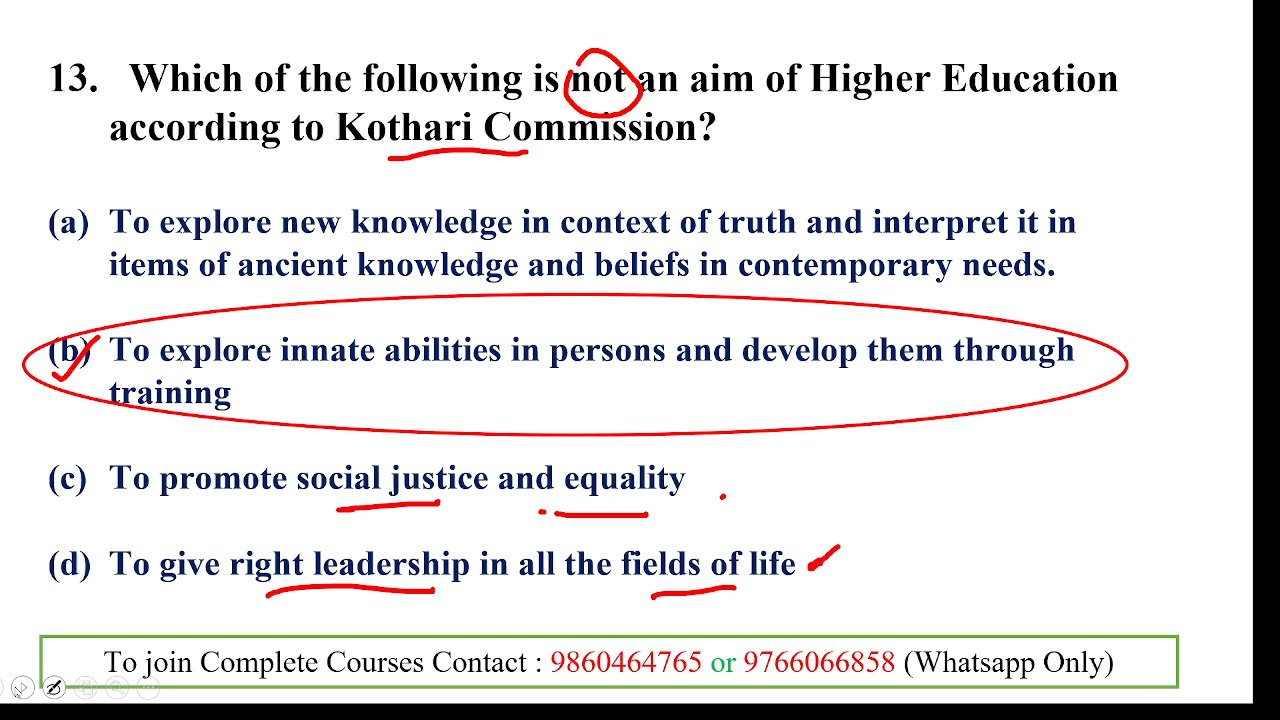 13. Which of the following is not an aim of Higher Education
according to Kothari Commission?
(a) To explore new knowledge in context of truth and interpret it in
items of ancient knowledge and beliefs in contemporary needs.
(b) To explore innate abilities in persons and develop them through
training
(c) To promote social justice and equality
(d) To give right leadership in all the fields of life
To join Complete Courses Contact : 9860464765 or 9766066858 (Whatsapp Only)